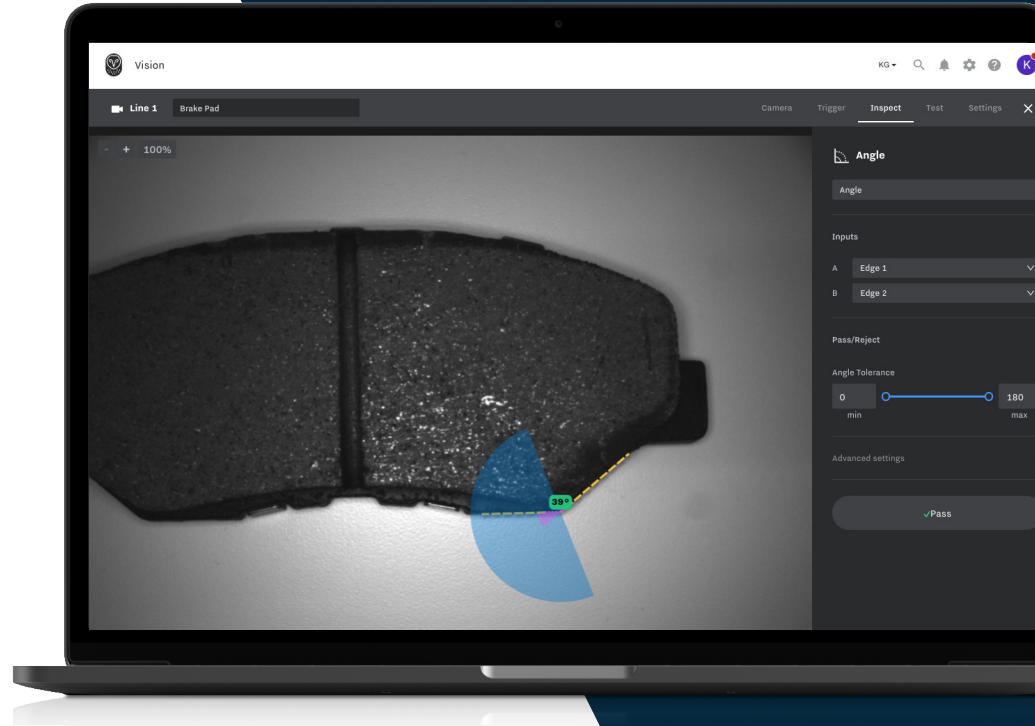 Vision
KG
K
Line 1
Brake Pad
Camera
Trigger
Inspect
Test
Settings
- + 100%
Angle
Angle
Inputs
A Edge 1
B Edge 2
Pass/Reject
Angle Tolerance
0 180
min max
Advanced settings
✓Pass
39°